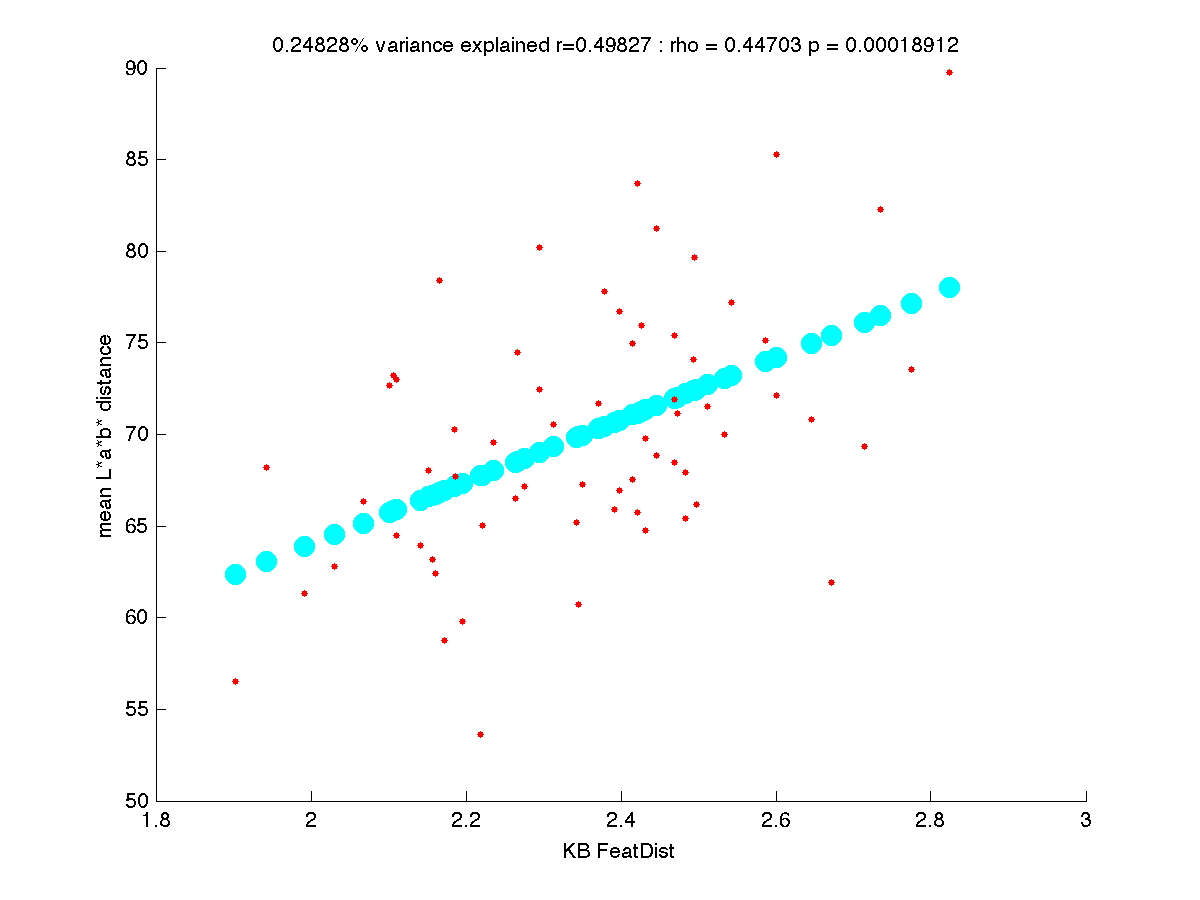 0.24828% variance explained r=0.49827 : rho = 0.44703 p = 0.00018912
90
85
80
75
70
65
60
55
50
mean L*a*b* distance
1.8 2 2.2 2.4 2.6 2.8 3
KB FeatDist